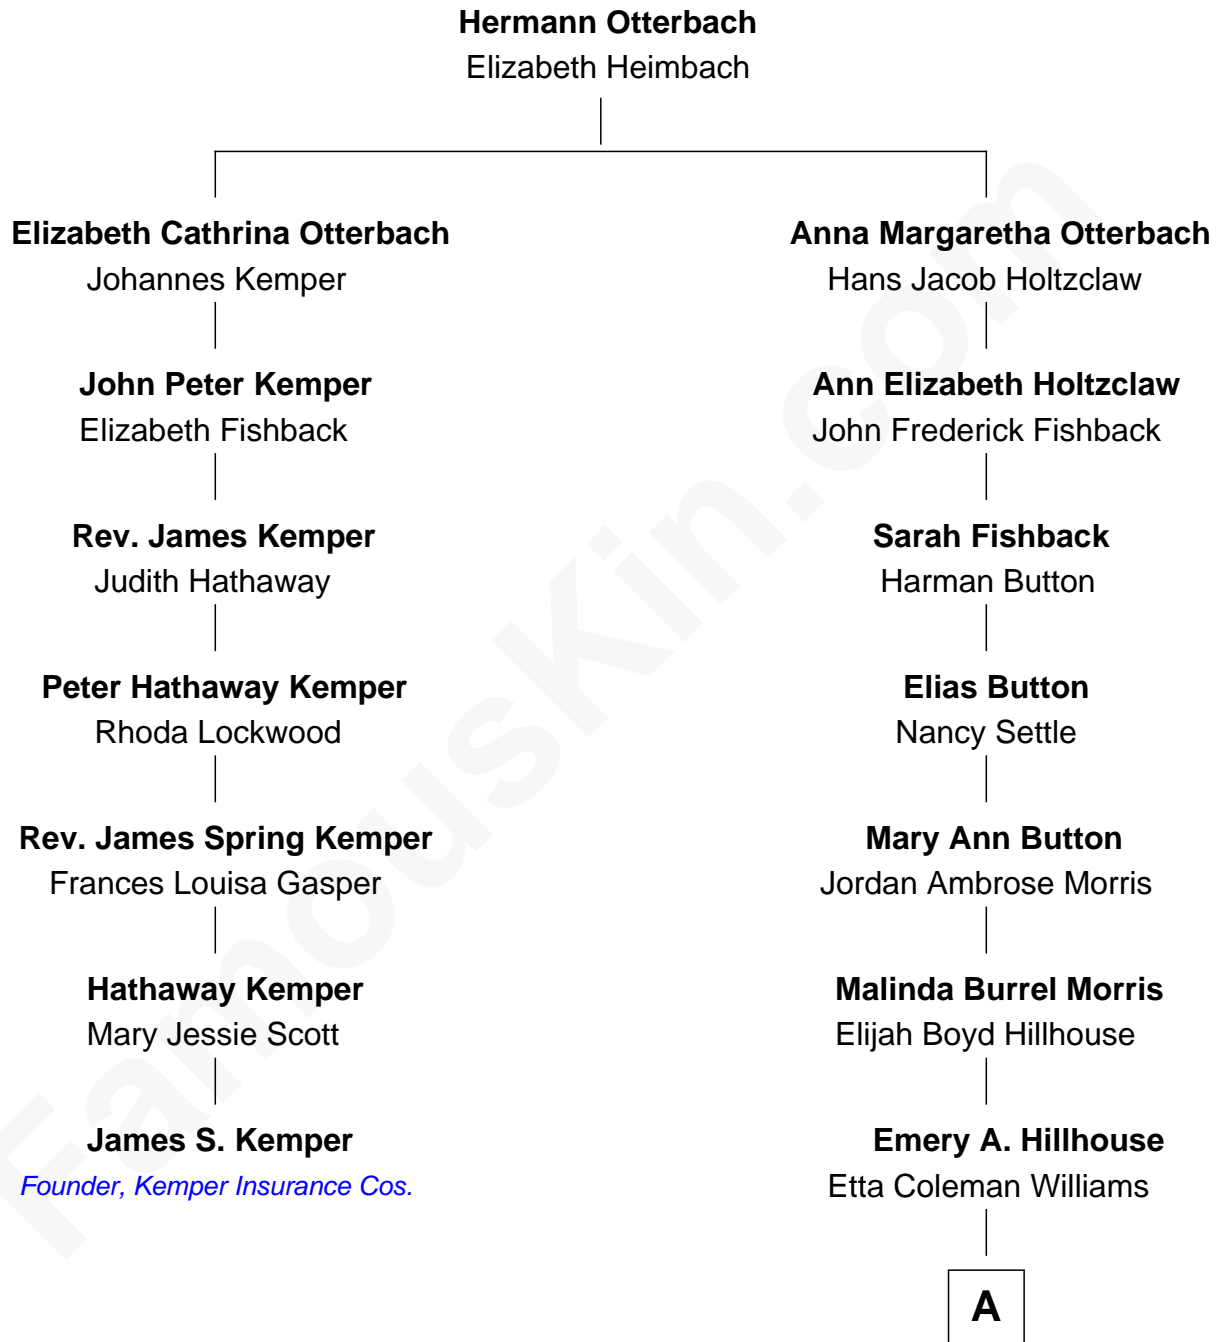 Hermann Otterbach
Elizabeth Heimbach
Elizabeth Cathrina Otterbach
Johannes Kemper
Anna Margaretha Otterbach
Hans Jacob Holtzclaw
John Peter Kemper
Elizabeth Fishback
Ann Elizabeth Holtzclaw
John Frederick Fishback
Rev. James Kemper
Judith Hathaway
Sarah Fishback
Harman Button
Peter Hathaway Kemper
Rhoda Lockwood
Elias Button
Nancy Settle
Rev. James Spring Kemper
Frances Louisa Gasper
Mary Ann Button
Jordan Ambrose Morris
Hathaway Kemper
Mary Jessie Scott
Malinda Burrel Morris
Elijah Boyd Hillhouse
James S. Kemper
Founder, Kemper Insurance Cos.
Emery A. Hillhouse
Etta Coleman Williams
A
FamousKin.com